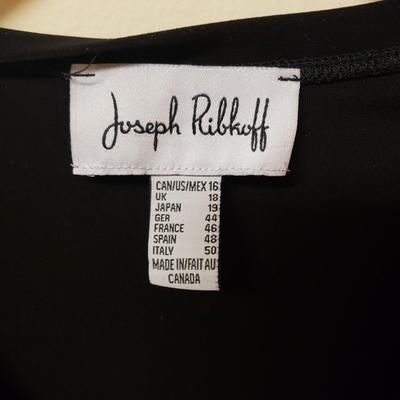 Joseph Ribkoff
CAN/US/MEX 16
UK 18
JAPAN 19
GER 44
FRANCE 46
SPAIN 48
ITALY 50
MADE IN/FAIT AU
CANADA